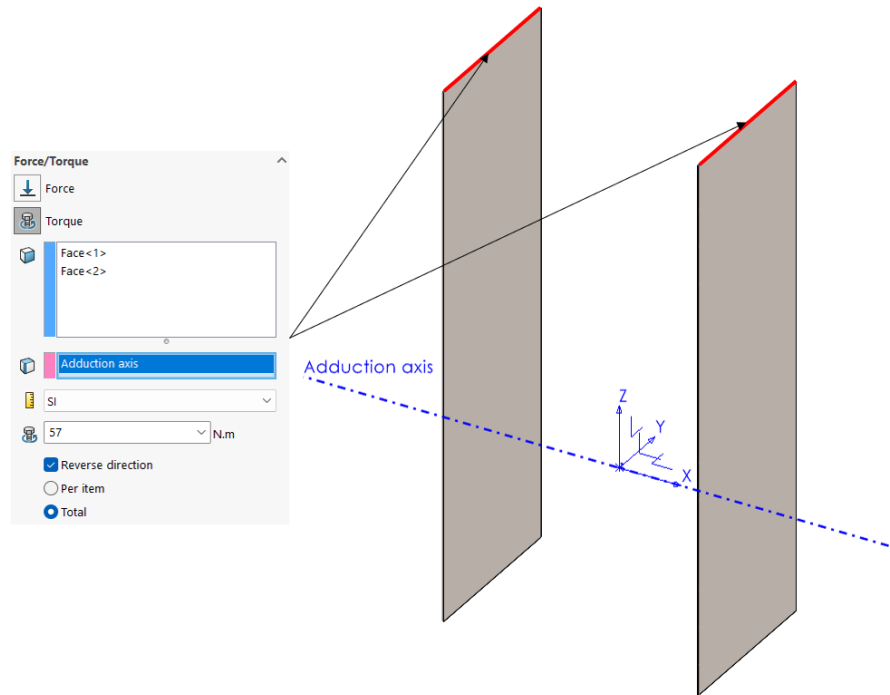 Force/Torque
Force
Torque
Face<1>
Face<2>
Adduction axis
SI
57
N.m
Reverse direction
Per item
Total
Adduction axis
Z
Y
X